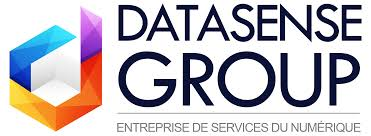 DATASENSE
GROUP
ENTREPRISE DE SERVICES DU NUMÉRIQUE